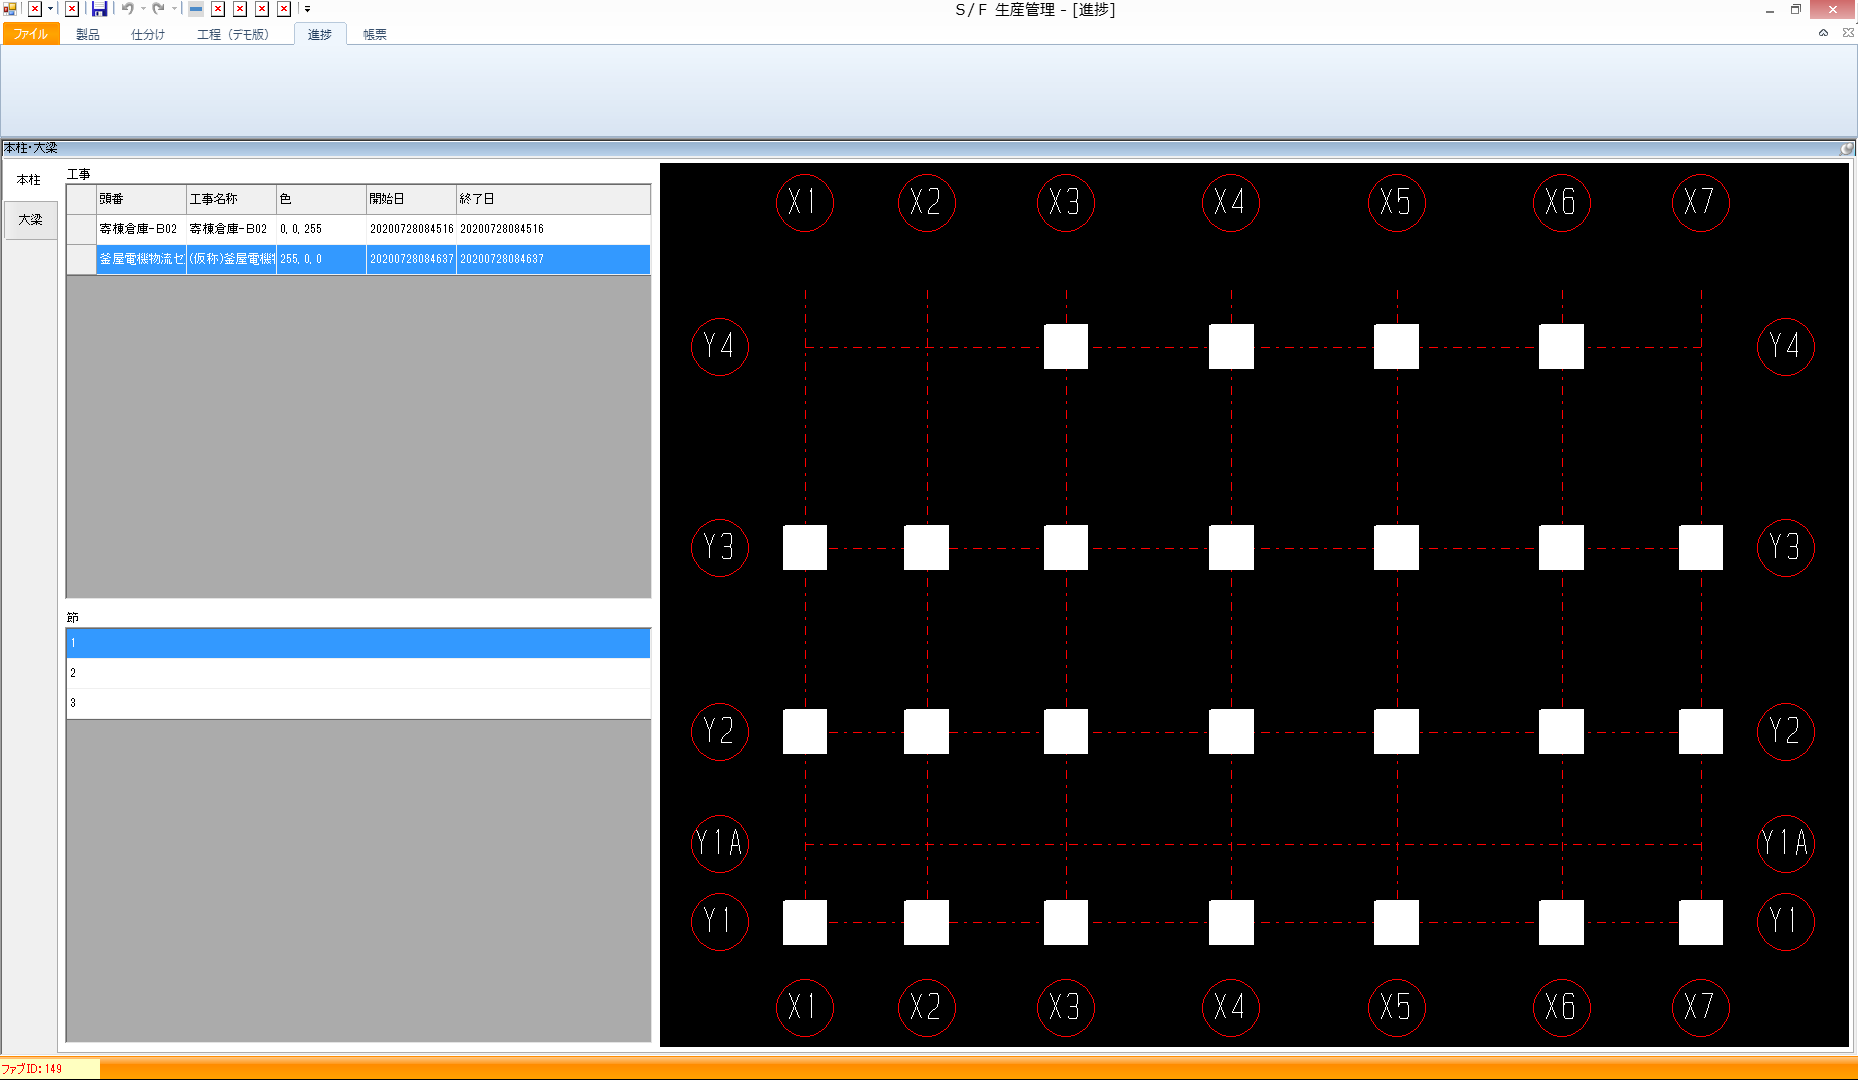 S/F 生産管理 - [進捗]
ファイル 製品 仕分け 工程（デモ版） 進捗 帳票
本柱・大梁
本柱
大梁
工事
頭番 工事名称 色 開始日 終了日
寄棟倉庫-B02 寄棟倉庫-B02 0, 0, 255 20200728084516 20200728084516
釜屋電機物流セ (仮称)釜屋電機物 255, 0, 0 20200728084637 20200728084637
節
1
2
3
X1 X2 X3 X4 X5 X6 X7
Y4 Y4
Y3 Y3
Y2 Y2
Y1A Y1A
Y1 Y1
X1 X2 X3 X4 X5 X6 X7
ファブID: 149